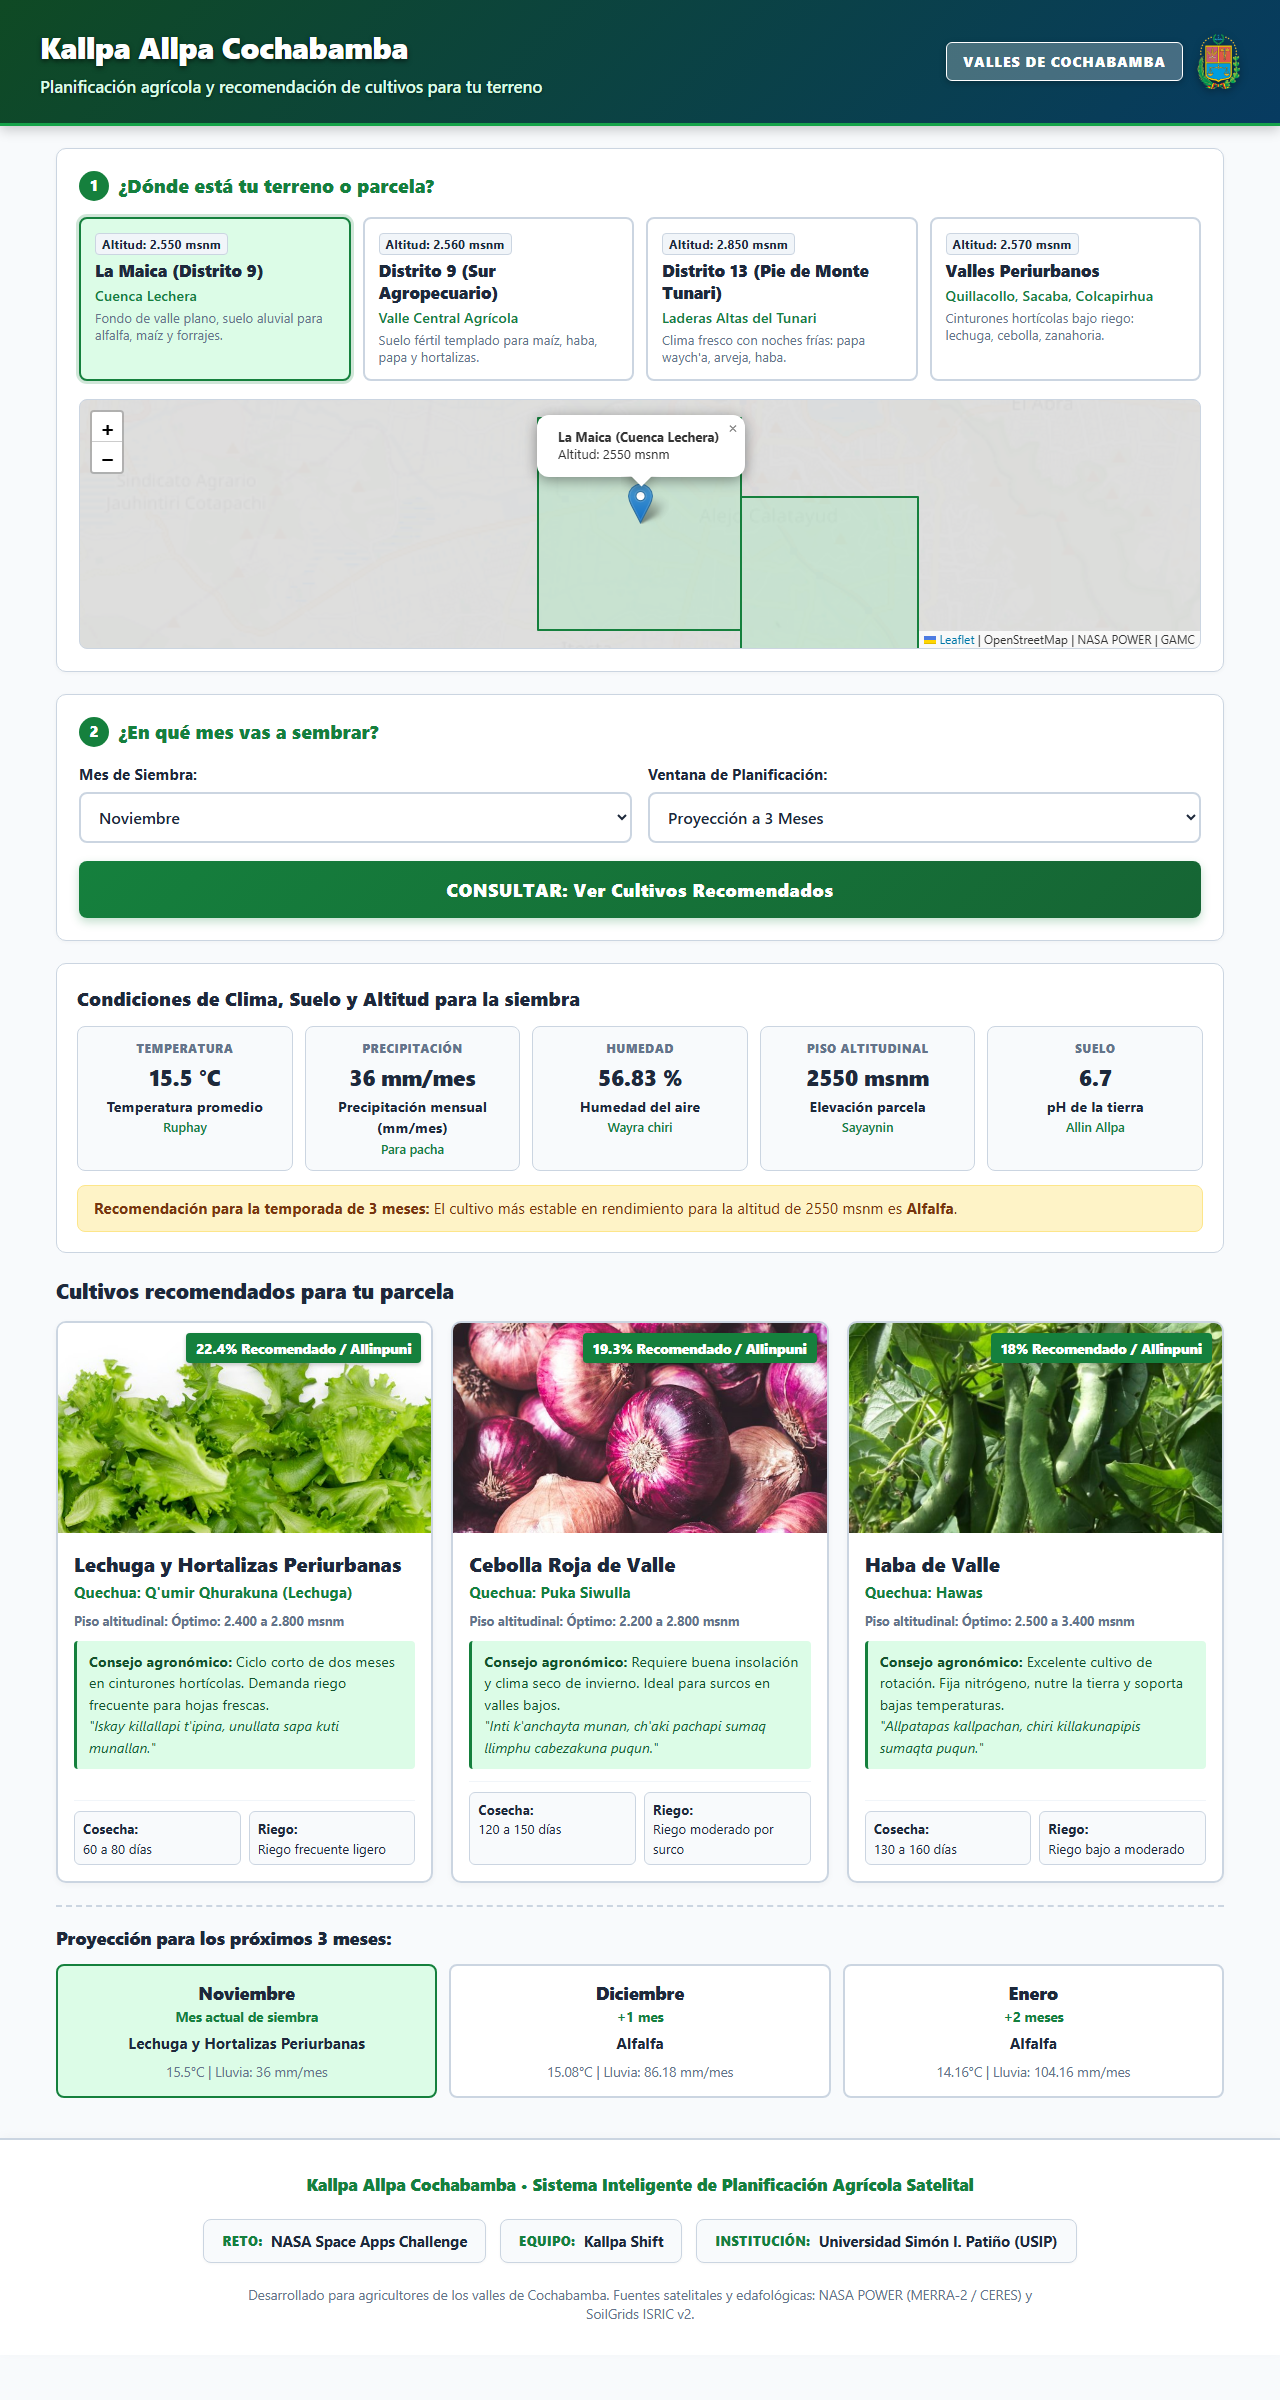 Kallpa Allpa Cochabamba
Planificación agrícola y recomendación de cultivos para tu terreno
VALLES DE COCHABAMBA
1 ¿Dónde está tu terreno o parcela?
Altitud: 2.550 msnm
La Maica (Distrito 9)
Cuenca Lechera
Fondo de valle plano, suelo aluvial para
alfalfa, maíz y forrajes.
Altitud: 2.560 msnm
Distrito 9 (Sur
Agropecuario)
Valle Central Agrícola
Suelo fértil templado para maíz, haba,
papa y hortalizas.
Altitud: 2.850 msnm
Distrito 13 (Pie de Monte
Tunari)
Laderas Altas del Tunari
Clima fresco con noches frías: papa
waych'a, arveja, haba.
Altitud: 2.570 msnm
Valles Periurbanos
Quillacollo, Sacaba, Colcapirhua
Cinturones hortícolas bajo riego:
lechuga, cebolla, zanahoria.
+
−
El Abra
Sindicato Agrario
Jauhintiri Cotapachi
La Maica (Cuenca Lechera)
Altitud: 2550 msnm
×
Alejo Calatayud
Leaflet | OpenStreetMap | NASA POWER | GAMC
2 ¿En qué mes vas a sembrar?
Mes de Siembra:
Noviembre
Ventana de Planificación:
Proyección a 3 Meses
CONSULTAR: Ver Cultivos Recomendados
Condiciones de Clima, Suelo y Altitud para la siembra
TEMPERATURA
15.5 °C
Temperatura promedio
Ruphay
PRECIPITACIÓN
36 mm/mes
Precipitación mensual
(mm/mes)
Para pacha
HUMEDAD
56.83 %
Humedad del aire
Wayra chiri
PISO ALTITUDINAL
2550 msnm
Elevación parcela
Sayaynin
SUELO
6.7
pH de la tierra
Allin Allpa
Recomendación para la temporada de 3 meses: El cultivo más estable en rendimiento para la altitud de 2550 msnm es Alfalfa.
Cultivos recomendados para tu parcela
22.4% Recomendado / Allinpuni
Lechuga y Hortalizas Periurbanas
Quechua: Q'umir Qhurakuna (Lechuga)
Piso altitudinal: Óptimo: 2.400 a 2.800 msnm
Consejo agronómico: Ciclo corto de dos meses
en cinturones hortícolas. Demanda riego
frecuente para hojas frescas.
"Iskay killallapi t'ipina, unullata sapa kuti
munallan."
Cosecha:
60 a 80 días
Riego:
Riego frecuente ligero
19.3% Recomendado / Allinpuni
Cebolla Roja de Valle
Quechua: Puka Siwulla
Piso altitudinal: Óptimo: 2.200 a 2.800 msnm
Consejo agronómico: Requiere buena insolación
y clima seco de invierno. Ideal para surcos en
valles bajos.
"Inti k'anchayta munan, ch'aki pachapi sumaq
llimphu cabezakuna puqun."
Cosecha:
120 a 150 días
Riego:
Riego moderado por
surco
18% Recomendado / Allinpuni
Haba de Valle
Quechua: Hawas
Piso altitudinal: Óptimo: 2.500 a 3.400 msnm
Consejo agronómico: Excelente cultivo de
rotación. Fija nitrógeno, nutre la tierra y soporta
bajas temperaturas.
"Allpatapas kallpachan, chiri killakunapipis
sumaqta puqun."
Cosecha:
130 a 160 días
Riego:
Riego bajo a moderado
Proyección para los próximos 3 meses:
Noviembre
Mes actual de siembra
Lechuga y Hortalizas Periurbanas
15.5°C | Lluvia: 36 mm/mes
Diciembre
+1 mes
Alfalfa
15.08°C | Lluvia: 86.18 mm/mes
Enero
+2 meses
Alfalfa
14.16°C | Lluvia: 104.16 mm/mes
Kallpa Allpa Cochabamba • Sistema Inteligente de Planificación Agrícola Satelital
RETO: NASA Space Apps Challenge
EQUIPO: Kallpa Shift
INSTITUCIÓN: Universidad Simón I. Patiño (USIP)
Desarrollado para agricultores de los valles de Cochabamba. Fuentes satelitales y edafológicas: NASA POWER (MERRA-2 / CERES) y
SoilGrids ISRIC v2.